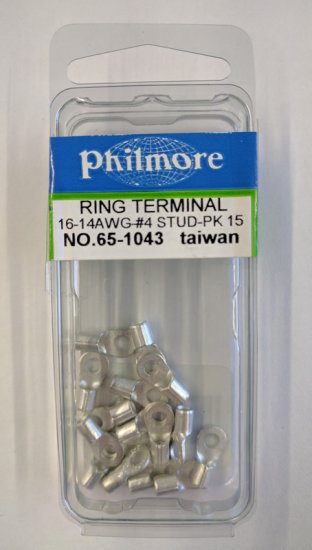 Philmore
RING TERMINAL
16-14AWG-#4 STUD-PK 15
NO.65-1043 taiwan